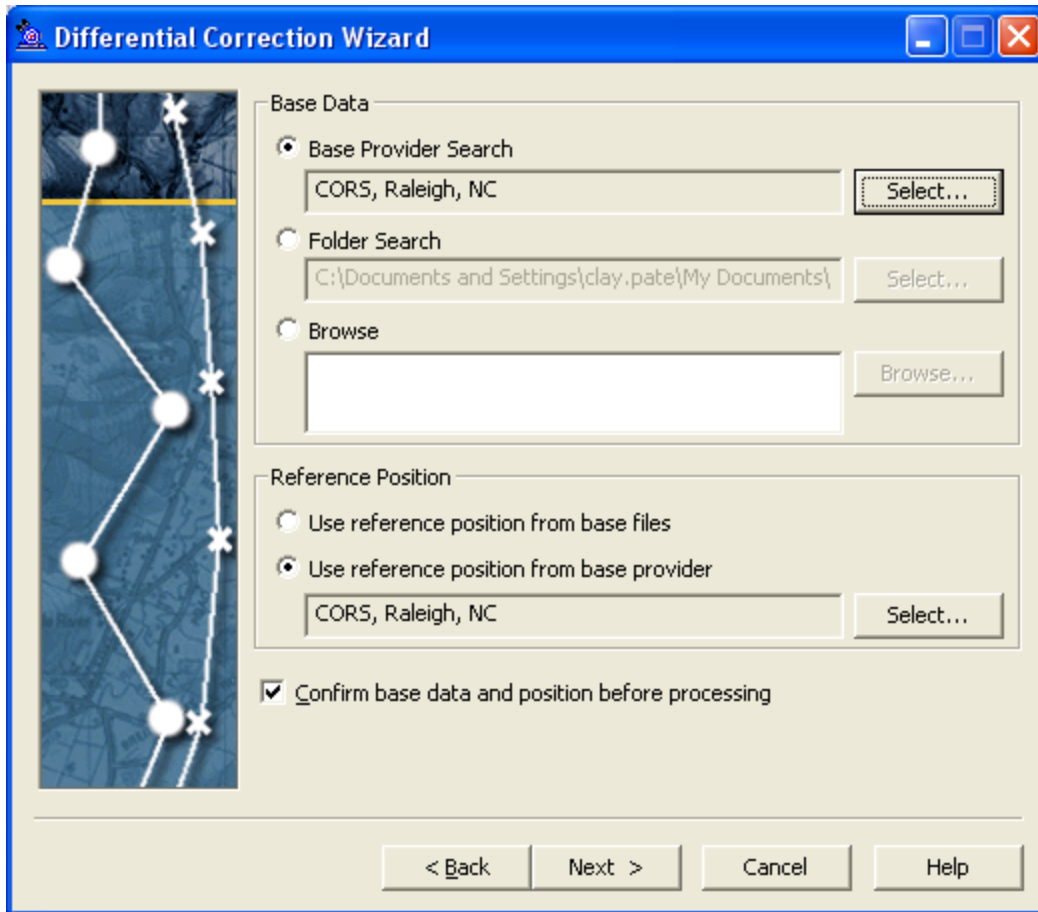 Differential Correction Wizard
Base Data
Base Provider Search
CORS, Raleigh, NC
Select...
Folder Search
C:\Documents and Settings\clay.pate\My Documents\
Select...
Browse
Browse...
Reference Position
Use reference position from base files
Use reference position from base provider
CORS, Raleigh, NC
Select...
Confirm base data and position before processing
< Back
Next >
Cancel
Help